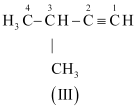 4 3 2 1
H₃C – CH – C ≡ CH
|
CH₃
(III)